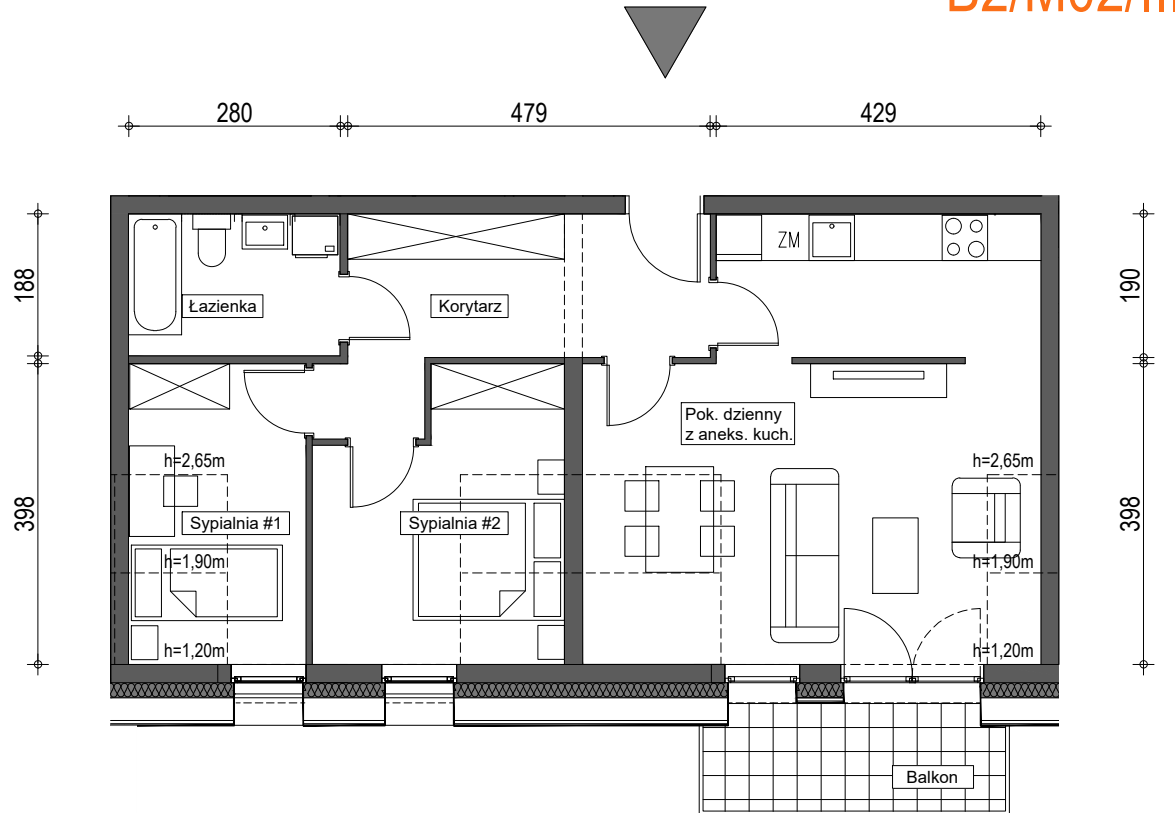 280
479
429
188
190
ZM
Łazienka
Korytarz
Pok. dzienny
z aneks. kuch.
h=2,65m
h=2,65m
398
398
Sypialnia #1
Sypialnia #2
h=1,90m
h=1,90m
h=1,20m
h=1,20m
Balkon